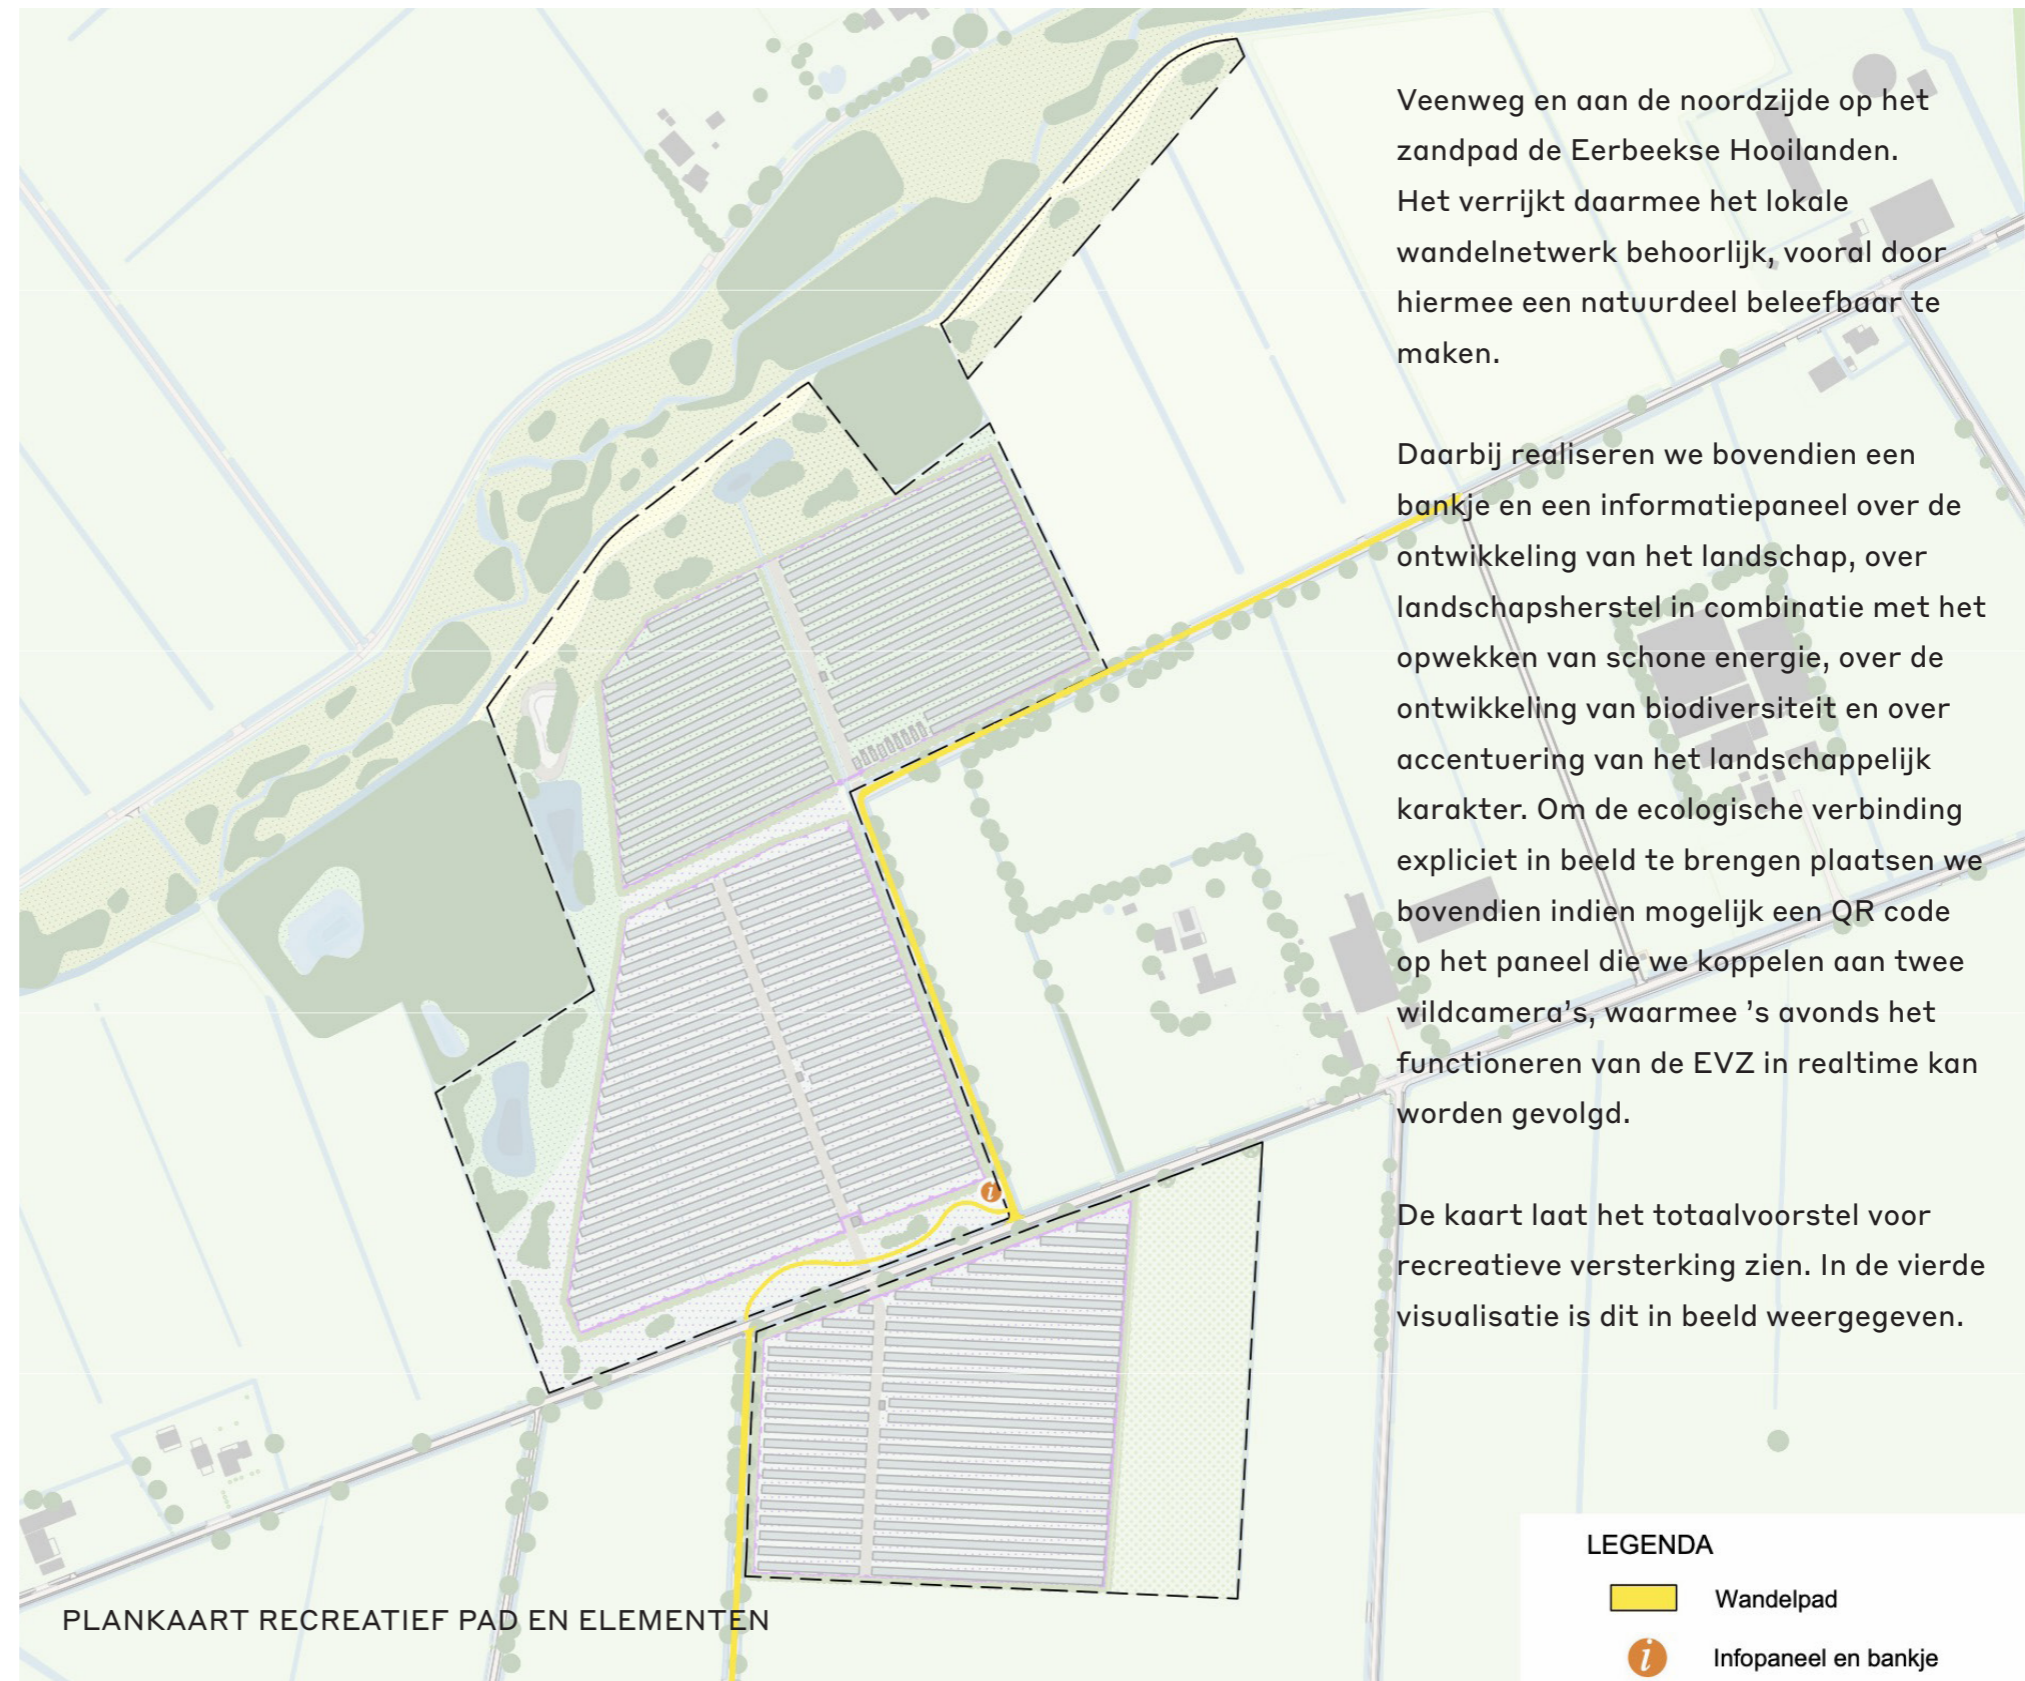 Veenweg en aan de noordzijde op het
zandpad de Eerbeekse Hooilanden.
Het verrijkt daarmee het lokale
wandelnetwerk behoorlijk, vooral door
hiermee een natuurdeel beleefbaar te
maken.
Daarbij realiseren we bovendien een
bankje en een informatiepaneel over de
ontwikkeling van het landschap, over
landschapsherstel in combinatie met het
opwekken van schone energie, over de
ontwikkeling van biodiversiteit en over
accentuering van het landschappelijk
karakter. Om de ecologische verbinding
expliciet in beeld te brengen plaatsen we
bovendien indien mogelijk een QR code
op het paneel die we koppelen aan twee
wildcamera's, waarmee 's avonds het
functioneren van de EVZ in realtime kan
worden gevolgd.
De kaart laat het totaalvoorstel voor
recreatieve versterking zien. In de vierde
visualisatie is dit in beeld weergegeven.
i
PLANKAART RECREATIEF PAD EN ELEMENTEN
LEGENDA
Wandelpad
i Infopaneel en bankje